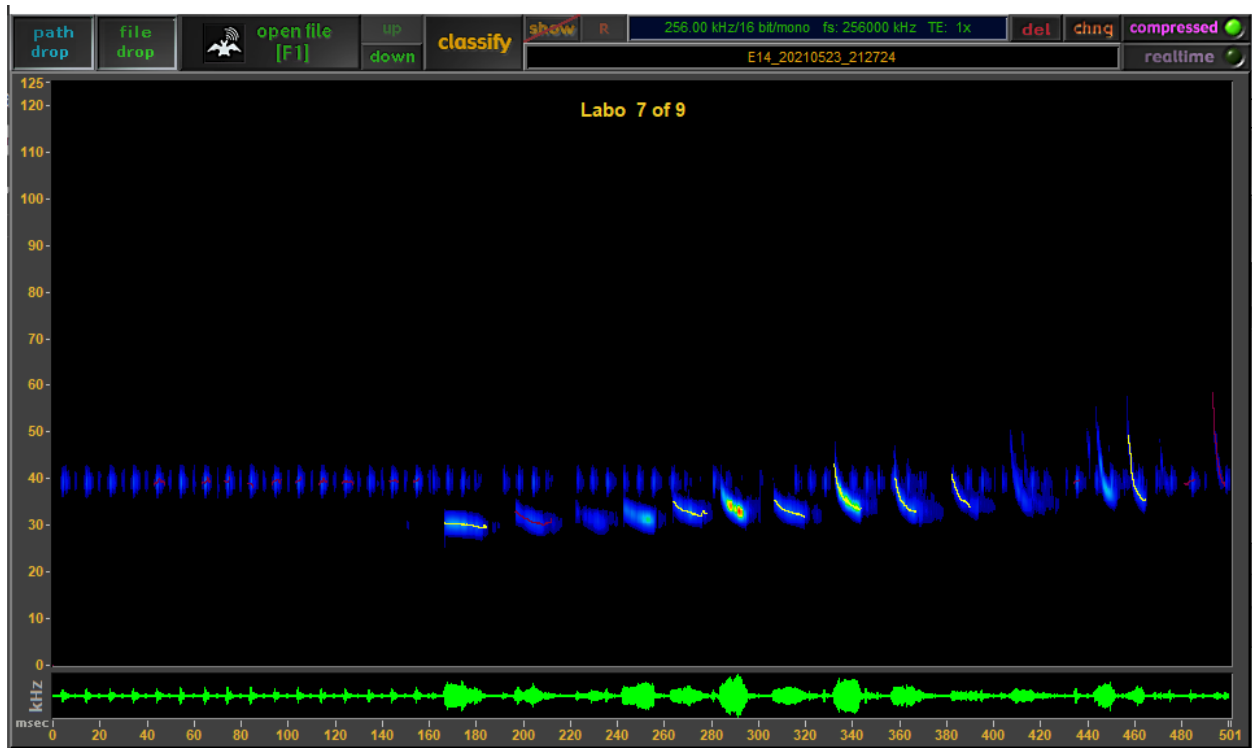 path drop
file drop
open file [F1]
up
down
classify
show
R
256.00 kHz/16 bit/mono fs: 256000 kHz TE: 1x
del
chng
compressed
E14_20210523_212724
realtime
Labo 7 of 9
125
120
110
100
90
80
70
60
50
40
30
20
10
0
kHz
msec
0 20 40 60 80 100 120 140 160 180 200 220 240 260 280 300 320 340 360 380 400 420 440 460 480 501